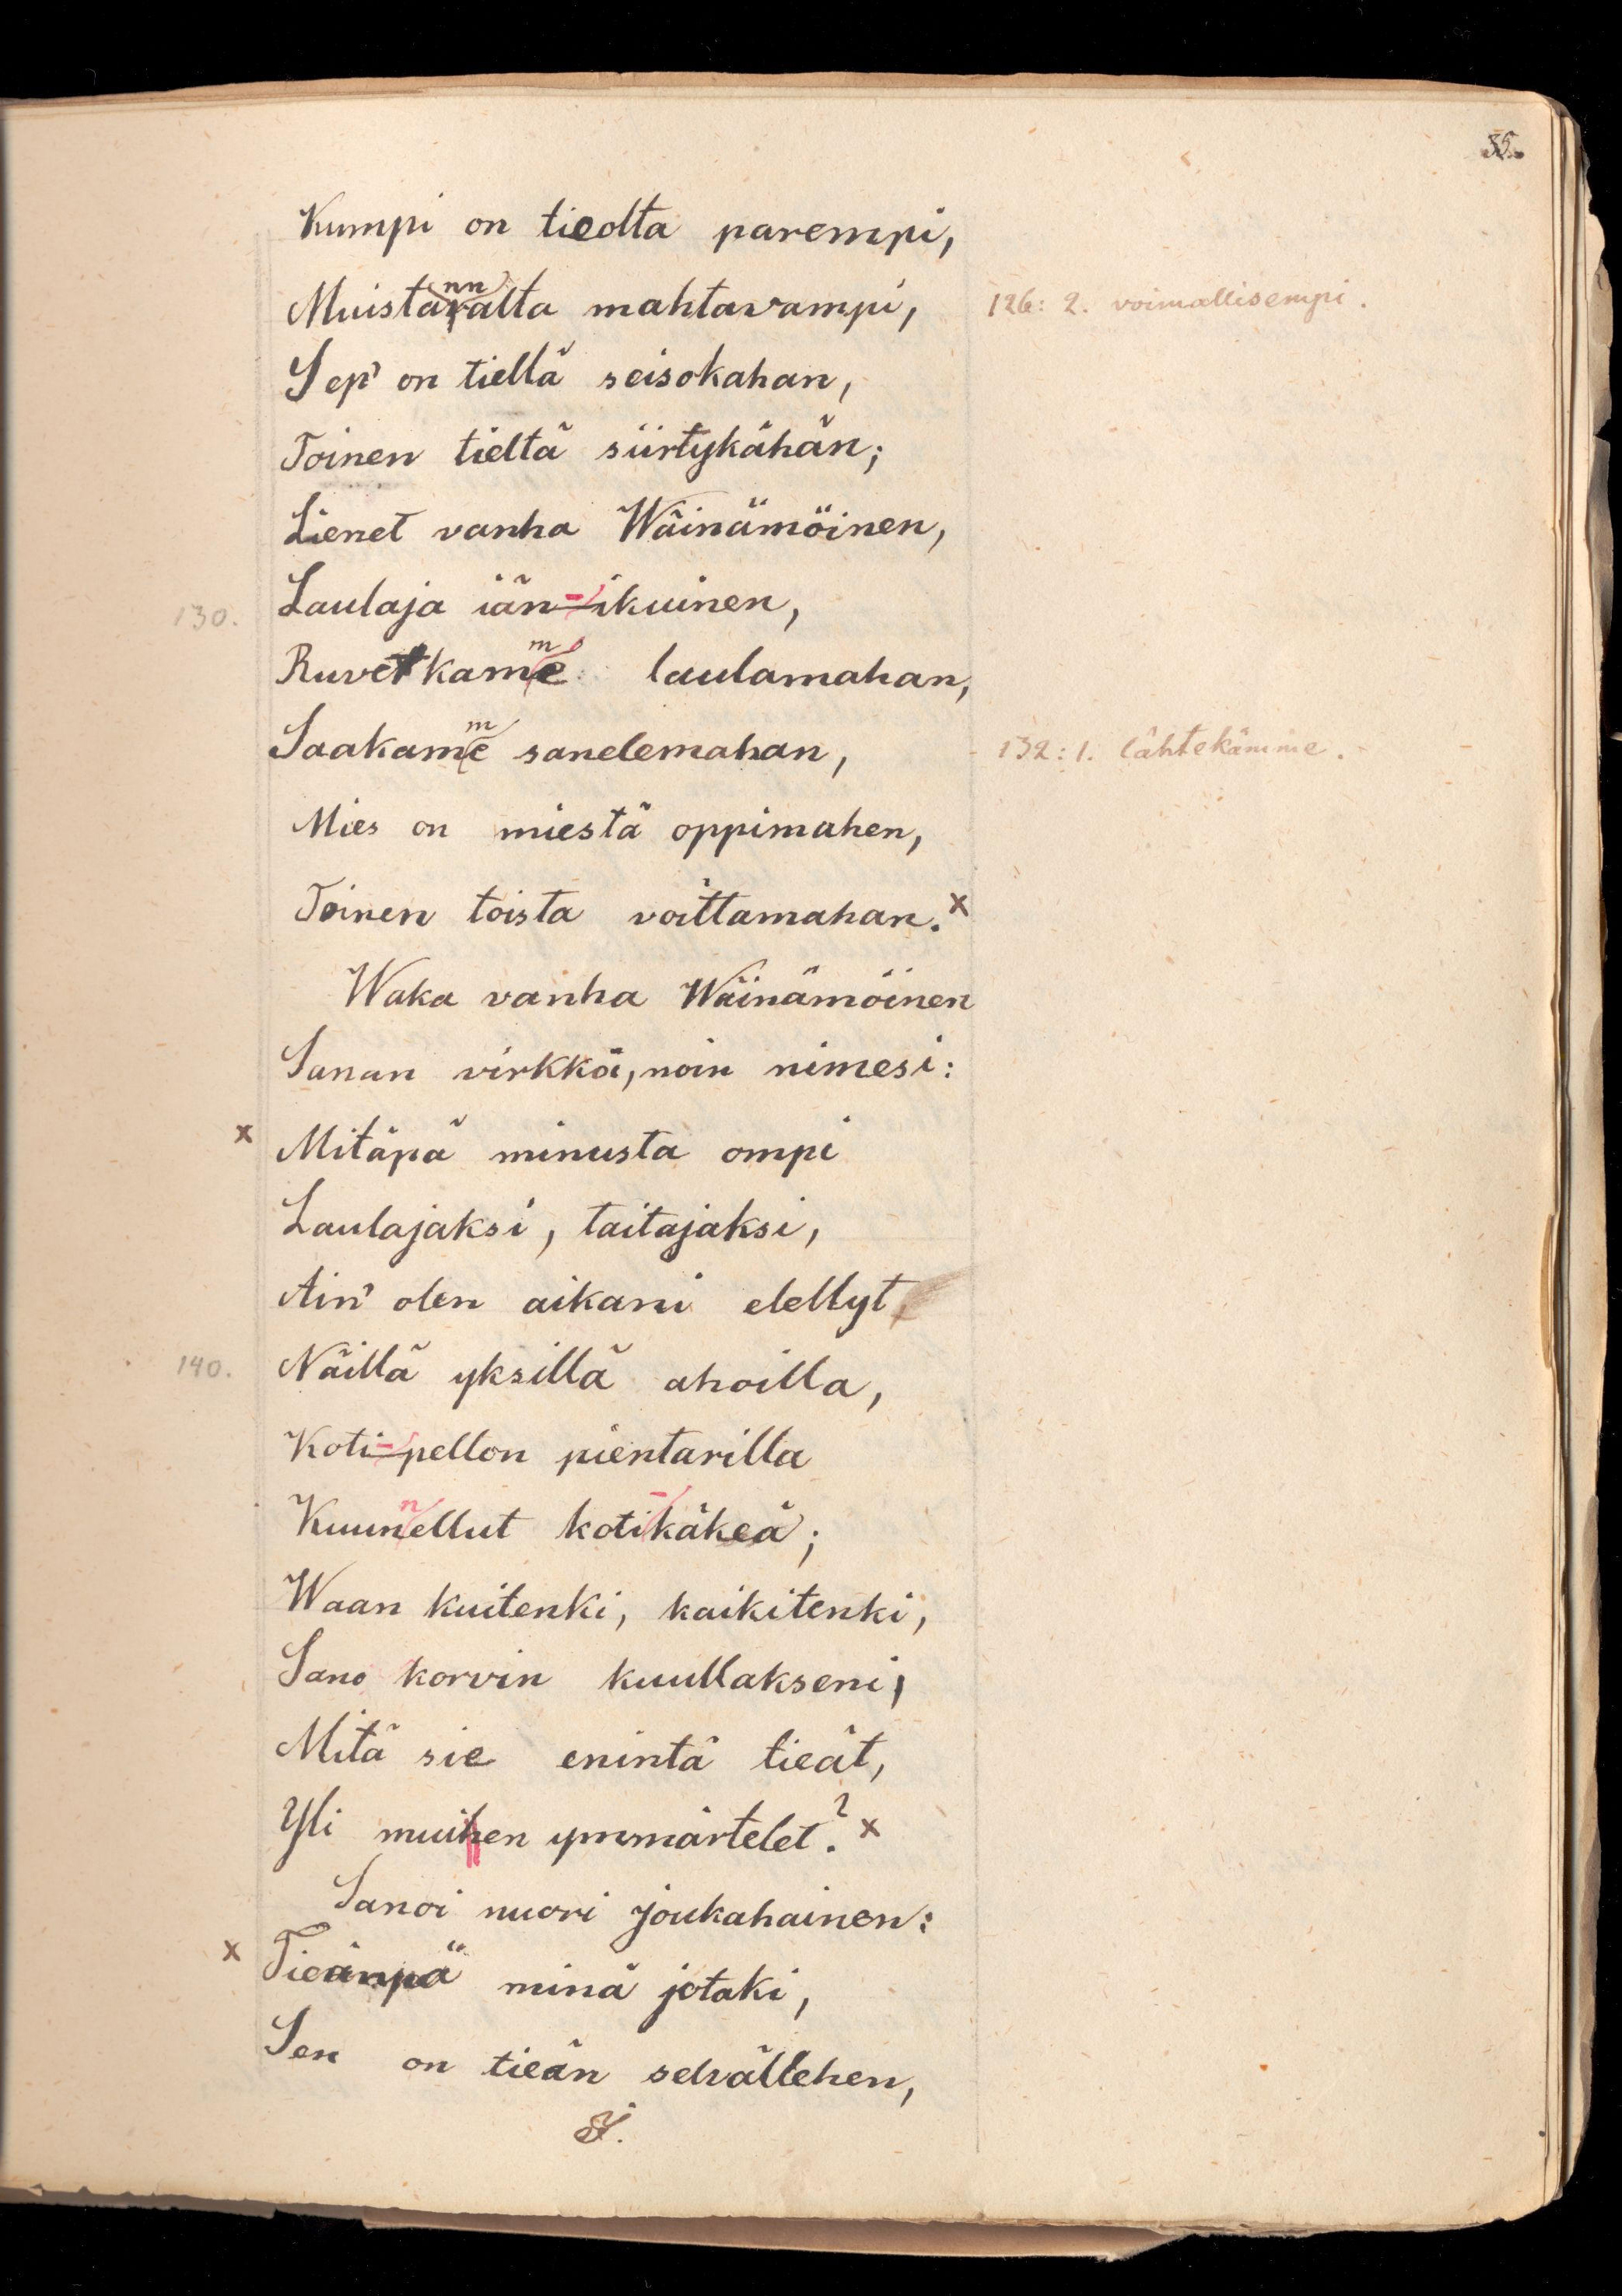 35.
Kumpi on tieolta parempi,
Muistannalta mahtavampi,
126: 2. voimallisempi.
Sep' on tiellä seisokahan,
Toinen tieltä siirtykähän;
Lienet vanha Wäinämöinen,
130. Laulaja iän-ikuinen,
Ruvetkamme laulamahan,
Saakamme sanelemahan,
132: 1. lähtekämme.
Mies on miestä oppimahen,
Toinen toista voittamahan. x
Waka vanha Wäinämöinen
Sanan virkkoi, noin nimesi:
x Mitäpä minusta ompi
Laulajaksi, taitajaksi,
Ain' olen aikani elellyt
140. Näillä yksillä ahoilla,
Koti-pellon pientarilla
Kuunnellut koti-käkeä;
Waan kuitenki, kaikitenki,
Sano korvin kuullakseni,
Mitä sie enintä tieät,
Yli muihen ymmärtelet? x
Sanoi nuori Joukahainen:
x Tieänpä minä jotaki,
Sen on tieän selvällehen,